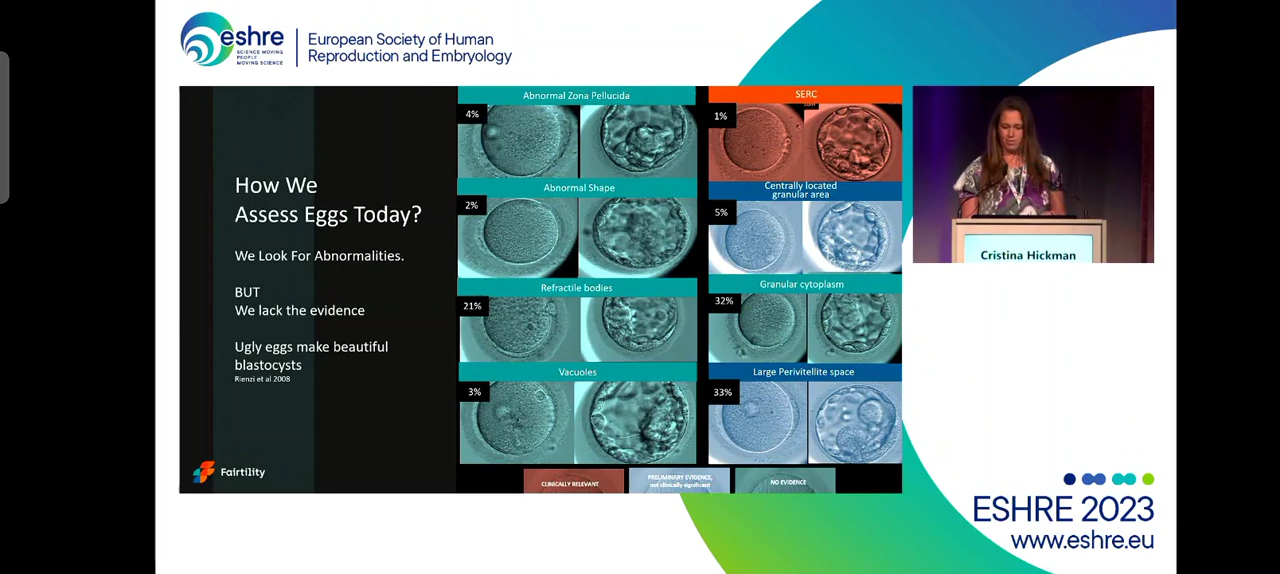 eshre
SCIENCE MOVING
PEOPLE
MOVING SCIENCE
European Society of Human
Reproduction and Embryology
How We
Assess Eggs Today?
We Look For Abnormalities.
BUT
We lack the evidence
Ugly eggs make beautiful
blastocysts
Rienzi et al 2008
Fairtility
Abnormal Zona Pellucida
4%
Abnormal Shape
2%
Refractile bodies
21%
Vacuoles
3%
SERC
1%
Centrally located
granular area
5%
Granular cytoplasm
32%
Large Perivitellite space
33%
CLINICALLY RELEVANT
PRELIMINARY EVIDENCE,
not clinically significant
NO EVIDENCE
Cristina Hickman
ESHRE 2023
www.eshre.eu